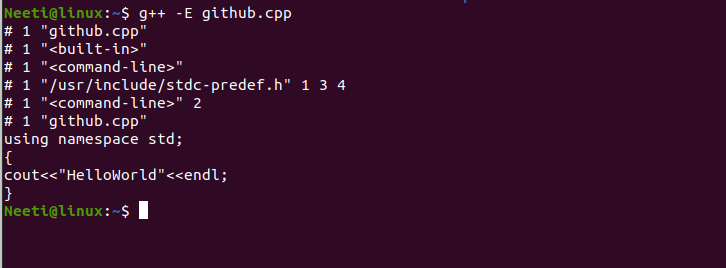 Neeti@linux:~$ g++ -E github.cpp
# 1 "github.cpp"
# 1 "<built-in>"
# 1 "<command-line>"
# 1 "/usr/include/stdc-predef.h" 1 3 4
# 1 "<command-line>" 2
# 1 "github.cpp"
using namespace std;
{
cout<<"HelloWorld"<<endl;
}
Neeti@linux:~$